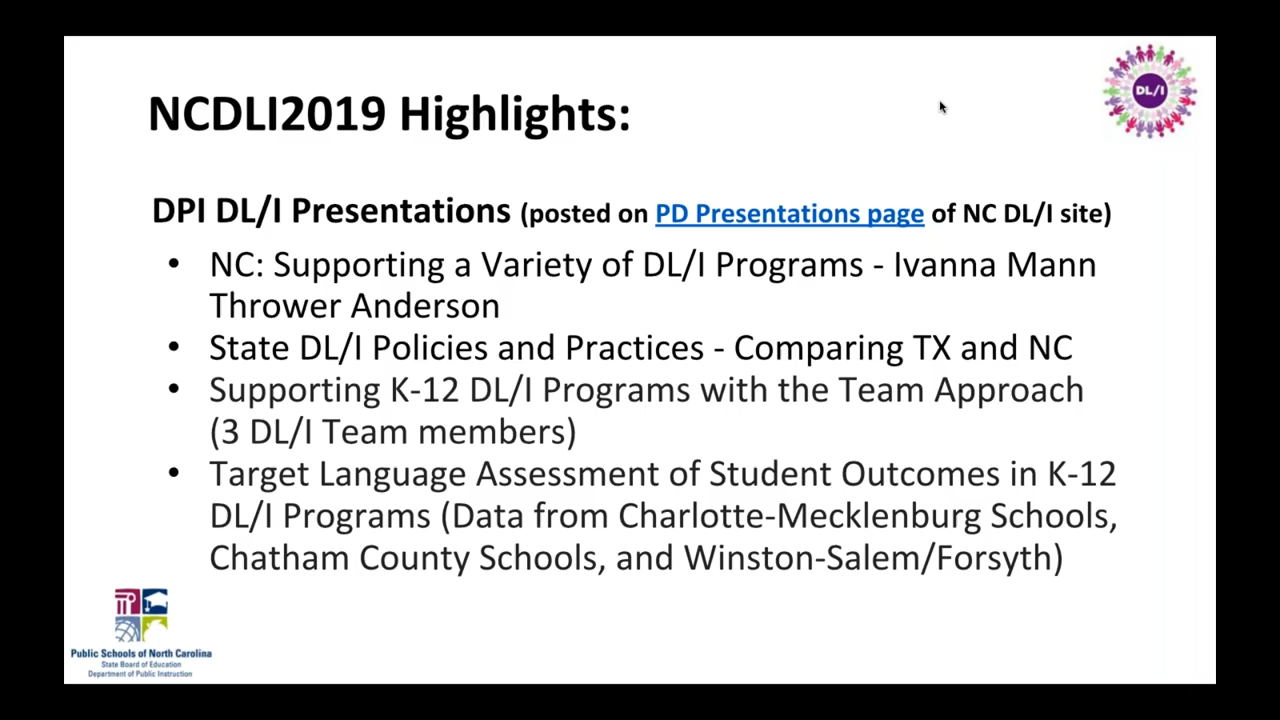 DL/I
NCDLI2019 Highlights:
DPI DL/I Presentations (posted on PD Presentations page of NC DL/I site)
• NC: Supporting a Variety of DL/I Programs - Ivanna Mann
Thrower Anderson
• State DL/I Policies and Practices - Comparing TX and NC
• Supporting K-12 DL/I Programs with the Team Approach
(3 DL/I Team members)
• Target Language Assessment of Student Outcomes in K-12
DL/I Programs (Data from Charlotte-Mecklenburg Schools,
Chatham County Schools, and Winston-Salem/Forsyth)
Public Schools of North Carolina
State Board of Education
Department of Public Instruction